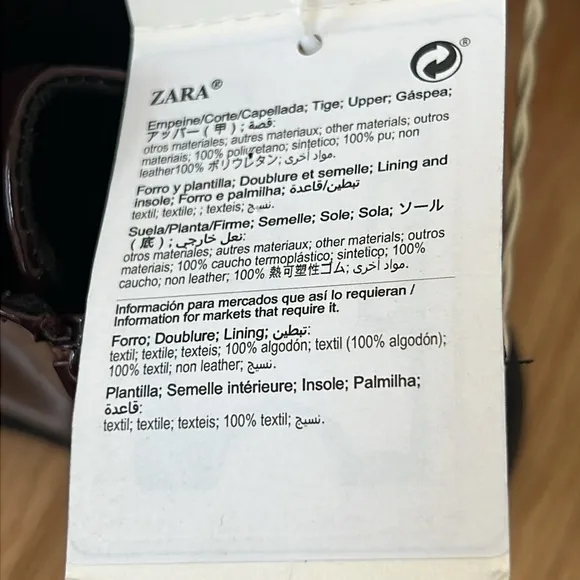 ZARA®
®
Empeine/Corte/Capellada; Tige; Upper; Gáspea;
アッパー ( 甲 ) ; قصة:
otros materiales; autres materiaux; other materials; outros
materiais; 100% poliuretano; sintetico; 100% pu; non
leather100% ポリウレタン; مواد أخرى.
Forro y plantilla; Doublure et semelle; Lining and
insole; Forro e palmilha; تبطين/قاعدة:
textil; textile; ; texteis; نسيج.
Suela/Planta/Firme; Semelle; Sole; Sola; ソール
( 底 ) ; نعل خارجي:
otros materiales; autres materiaux; other materials; outros
materiais; 100% caucho termoplástico; sintetico; 100%
caucho; non leather; 100% 熱可塑性ゴム; مواد أخرى.
Información para mercados que así lo requieran /
Information for markets that require it.
Forro; Doublure; Lining; تبطين:
textil; textile; texteis; 100% algodón; textil (100% algodón);
100% textil; non leather; نسيج.
Plantilla; Semelle intérieure; Insole; Palmilha;
قاعدة:
textil; textile; texteis; 100% textil; نسيج.